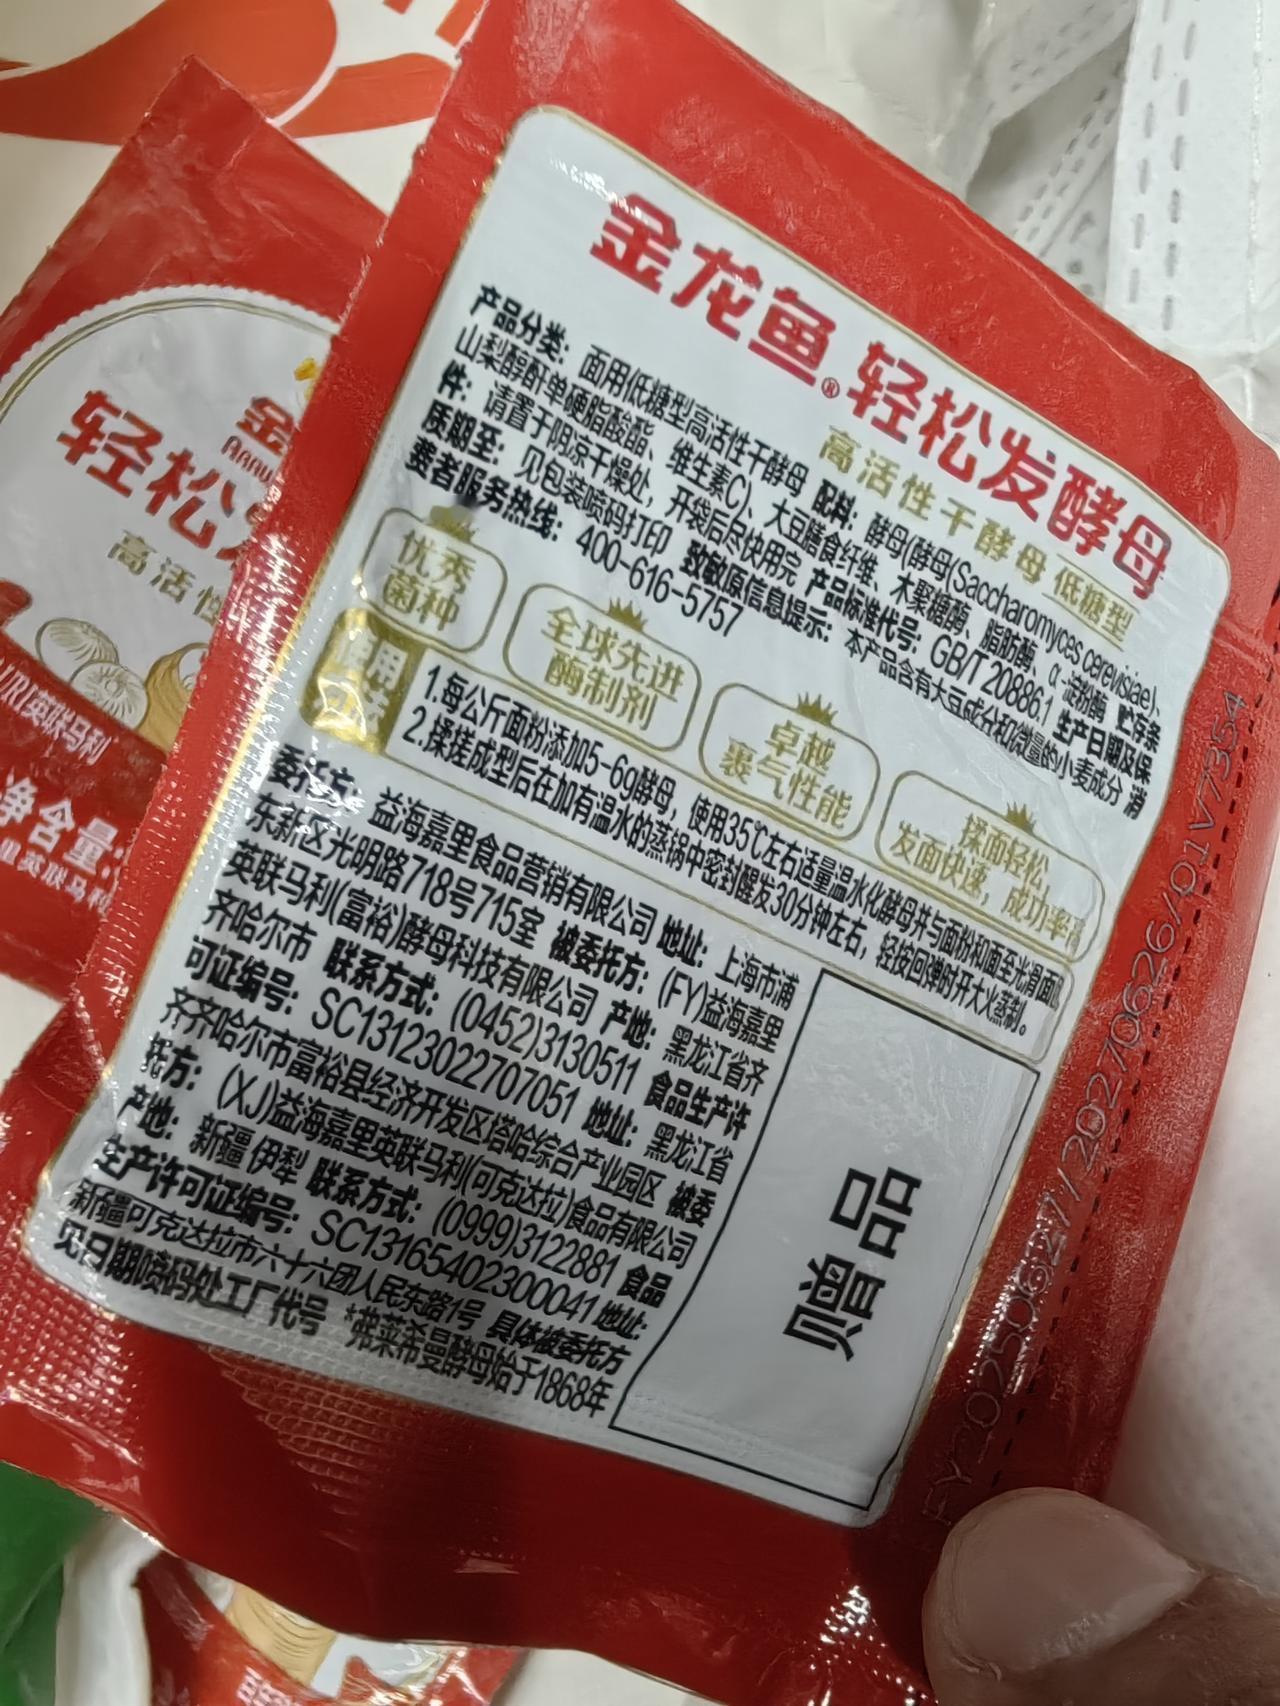 金龙鱼®轻松发酵母
高活性干酵母 低糖型
产品分类：面用低糖型高活性干酵母 配料：酵母(酵母(Saccharomyces cerevisiae)、
山梨醇酐单硬脂酸酯、维生素C)、大豆膳食纤维、木聚糖酶、脂肪酶、α-淀粉酶 贮存条
件：请置于阴凉干燥处，开袋后尽快用完 产品标准代号：GB/T 20886.1 生产日期及保
质期至：见包装喷码打印 致敏原信息提示：本产品含有大豆成分和微量的小麦成分 消
费者服务热线：400-616-5757
优秀
菌种
全球先进
酶制剂
卓越
裹气性能
揉面轻松，
发面快速，成功率高
使用
方法
1.每公斤面粉添加5-6g酵母，使用35℃左右适量温水化酵母并与面粉和面至光滑面团
2.揉搓成型后在加有温水的蒸锅中密封醒发30分钟左右，轻按回弹时开大火蒸制。
委托方：益海嘉里食品营销有限公司 地址：上海市浦
东新区光明路718号715室 被委托方：(FY)益海嘉里
英联马利(富裕)酵母科技有限公司 产地：黑龙江省齐
齐哈尔市 联系方式：(0452)3130511 食品生产许
可证编号：SC13123022707051 地址：黑龙江省
齐齐哈尔市富裕县经济开发区塔哈综合产业园区 被委
托方：(XJ)益海嘉里英联马利(可克达拉)食品有限公司
产地：新疆 伊犁 联系方式：(0999)3122881 食品
生产许可证编号：SC13165402300041 地址：
新疆可克达拉市六十六团人民东路1号 具体被委托方
见日期喷码处工厂代号 *弗莱希曼酵母始于1868年
赠品
FY20250627/20270626/01V7354
金
轻松
高活性
英联马利
净含量：